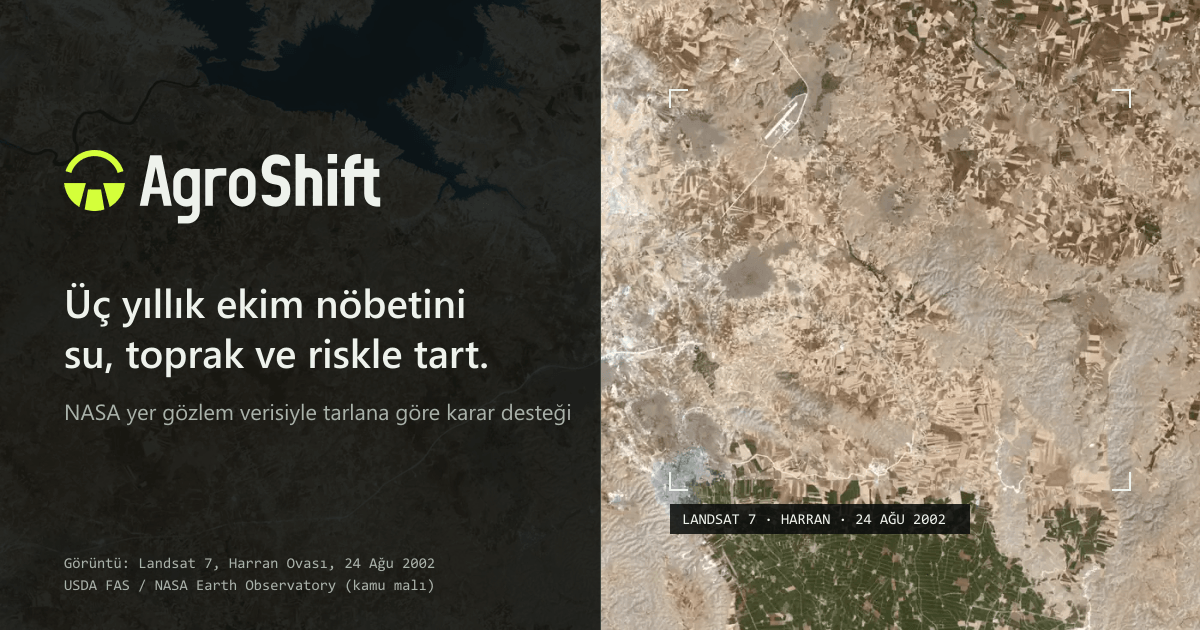 AgroShift
Üç yıllık ekim nöbetini
su, toprak ve riskle tart.
NASA yer gözlem verisiyle tarlana göre karar desteği
Görüntü: Landsat 7, Harran Ovası, 24 Ağu 2002
USDA FAS / NASA Earth Observatory (kamu malı)
LANDSAT 7 · HARRAN · 24 AĞU 2002